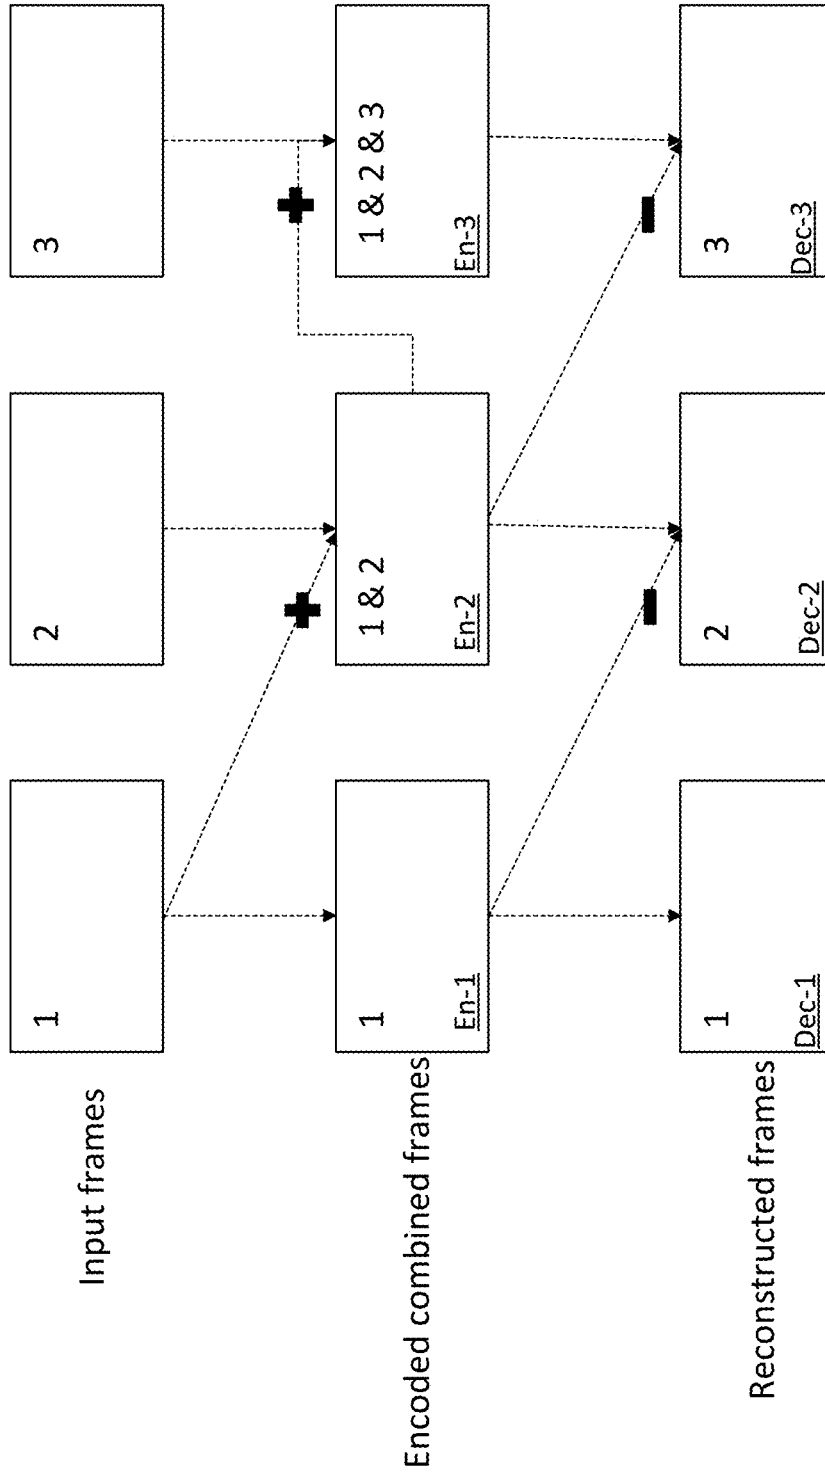 Input frames
1
2
3
Encoded combined frames
1
En-1
1 & 2
En-2
1 & 2 & 3
En-3
Reconstructed frames
1
Dec-1
2
Dec-2
3
Dec-3